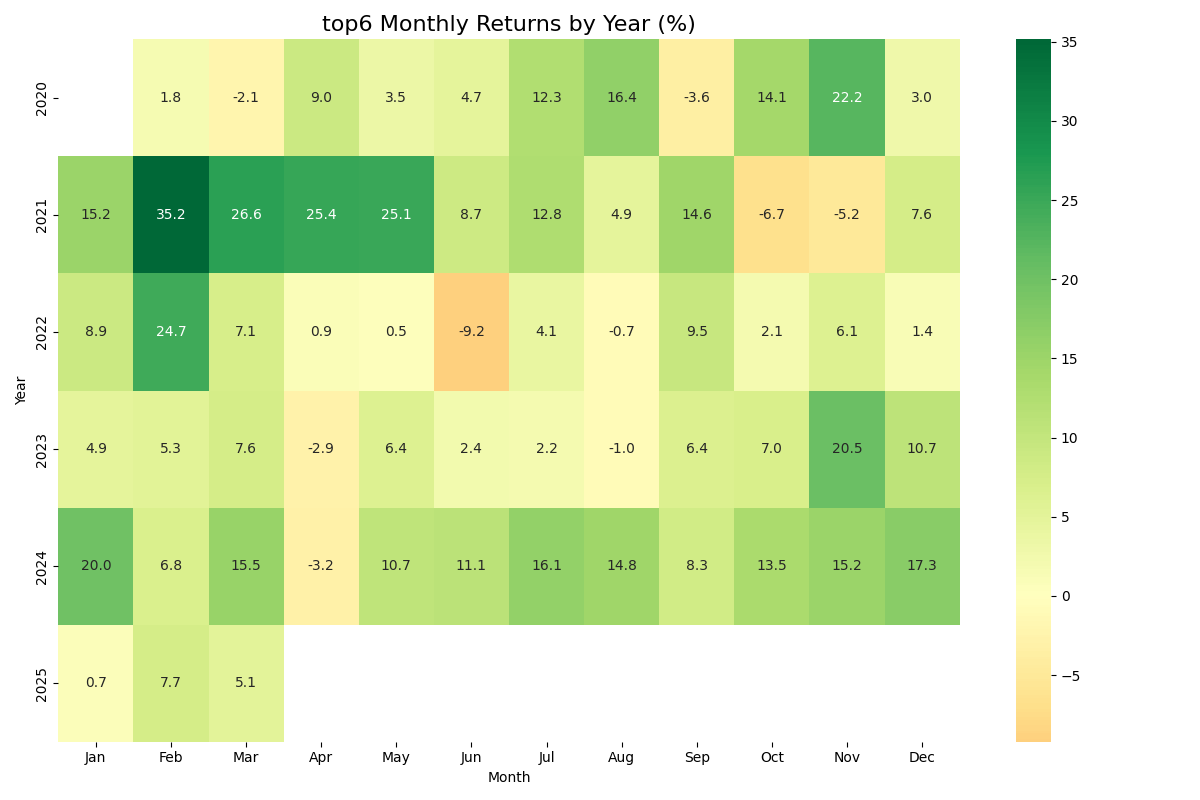 top6 Monthly Returns by Year (%)
2020 1.8 -2.1 9.0 3.5 4.7 12.3 16.4 -3.6 14.1 22.2 3.0
2021 15.2 35.2 26.6 25.4 25.1 8.7 12.8 4.9 14.6 -6.7 -5.2 7.6
2022 8.9 24.7 7.1 0.9 0.5 -9.2 4.1 -0.7 9.5 2.1 6.1 1.4
2023 4.9 5.3 7.6 -2.9 6.4 2.4 2.2 -1.0 6.4 7.0 20.5 10.7
2024 20.0 6.8 15.5 -3.2 10.7 11.1 16.1 14.8 8.3 13.5 15.2 17.3
2025 0.7 7.7 5.1
Year
Jan Feb Mar Apr May Jun Jul Aug Sep Oct Nov Dec
Month
35
30
25
20
15
10
5
0
−5